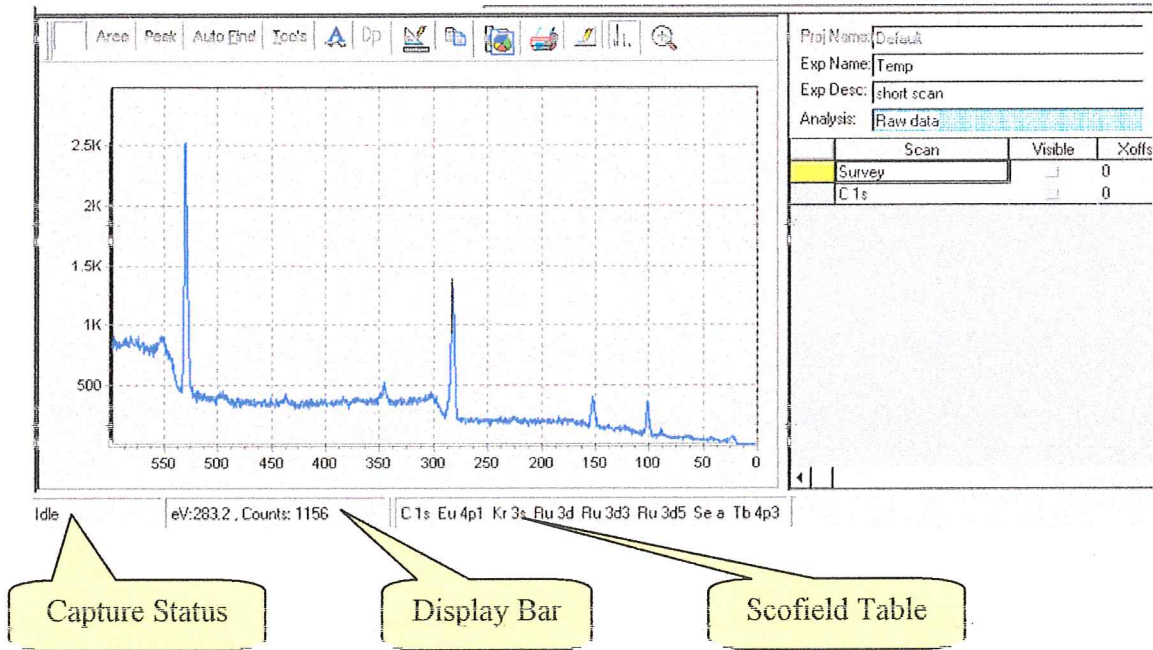 Area Peek Auto Find Tools A Dp
Proj Name: Default
Exp Name: Temp
Exp Desc: short scan
Analysis: Raw data
Scan Visible Xoffs
Survey 0
C 1s 0
2.5K
2K
1.5K
1K
500
550 500 450 400 350 300 250 200 150 100 50 0
Idle eV:283.2 , Counts: 1156 C 1s Eu 4p1 Kr 3s Ru 3d Ru 3d3 Ru 3d5 Se a Tb 4p3
Capture Status Display Bar Scofield Table